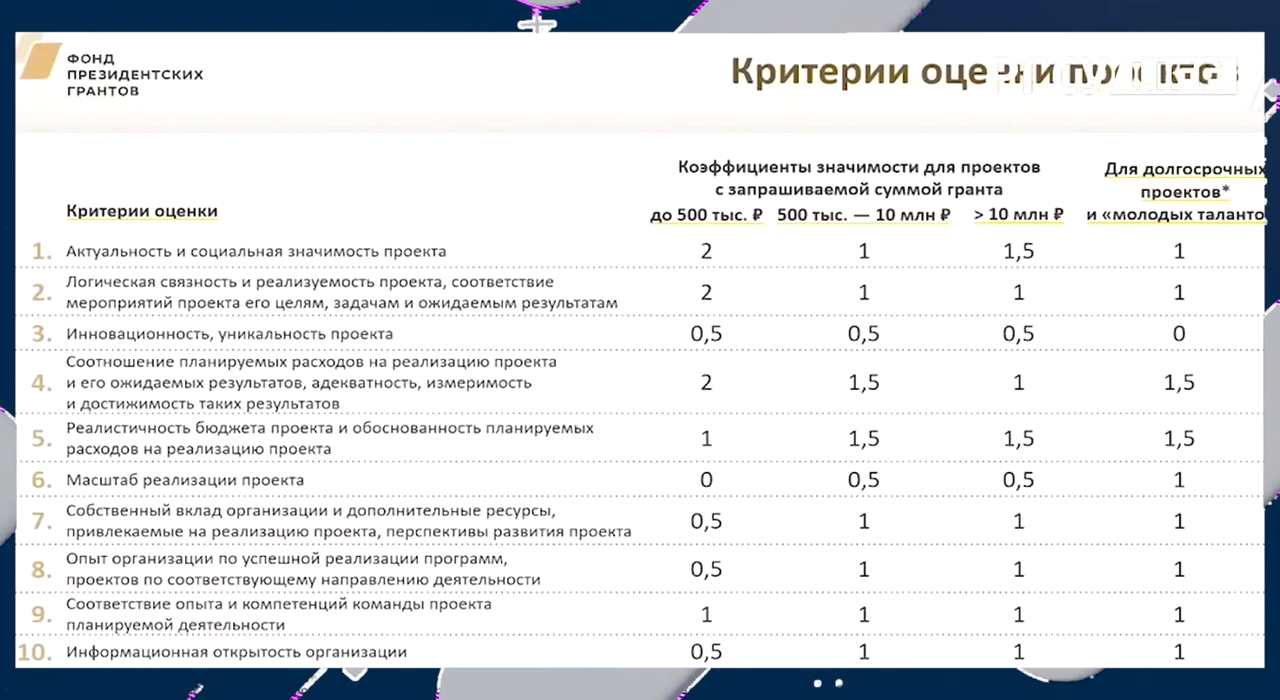 ФОНД
ПРЕЗИДЕНТСКИХ
ГРАНТОВ
Критерии оценки проектов
Коэффициенты значимости для проектов
с запрашиваемой суммой гранта
Для долгосрочных
проектов*
и «молодых таланто
Критерии оценки
до 500 тыс. ₽ 500 тыс. — 10 млн ₽ > 10 млн ₽
1. Актуальность и социальная значимость проекта 2 1 1,5 1
2. Логическая связность и реализуемость проекта, соответствие
мероприятий проекта его целям, задачам и ожидаемым результатам 2 1 1 1
3. Инновационность, уникальность проекта 0,5 0,5 0,5 0
4. Соотношение планируемых расходов на реализацию проекта
и его ожидаемых результатов, адекватность, измеримость
и достижимость таких результатов 2 1,5 1 1,5
5. Реалистичность бюджета проекта и обоснованность планируемых
расходов на реализацию проекта 1 1,5 1,5 1,5
6. Масштаб реализации проекта 0 0,5 0,5 1
7. Собственный вклад организации и дополнительные ресурсы,
привлекаемые на реализацию проекта, перспективы развития проекта 0,5 1 1 1
8. Опыт организации по успешной реализации программ,
проектов по соответствующему направлению деятельности 0,5 1 1 1
9. Соответствие опыта и компетенций команды проекта
планируемой деятельности 1 1 1 1
10. Информационная открытость организации 0,5 1 1 1